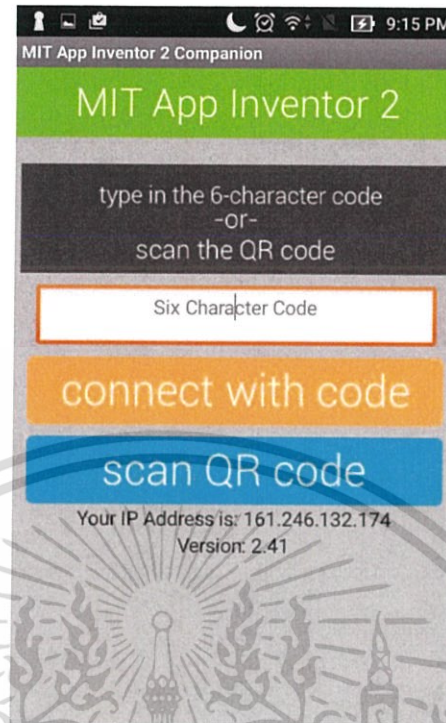 9:15 PM
MIT App Inventor 2 Companion
MIT App Inventor 2
type in the 6-character code
-or-
scan the QR code
Six Character Code
connect with code
scan QR code
Your IP Address is: 161.246.132.174
Version: 2.41